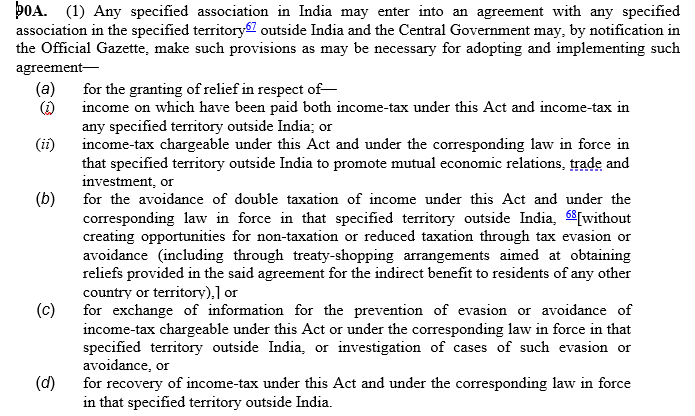 90A. (1) Any specified association in India may enter into an agreement with any specified
association in the specified territory67 outside India and the Central Government may, by notification in
the Official Gazette, make such provisions as may be necessary for adopting and implementing such
agreement—
(a) for the granting of relief in respect of—
(i) income on which have been paid both income-tax under this Act and income-tax in
any specified territory outside India; or
(ii) income-tax chargeable under this Act and under the corresponding law in force in
that specified territory outside India to promote mutual economic relations, trade and
investment, or
(b) for the avoidance of double taxation of income under this Act and under the
corresponding law in force in that specified territory outside India, 68[without
creating opportunities for non-taxation or reduced taxation through tax evasion or
avoidance (including through treaty-shopping arrangements aimed at obtaining
reliefs provided in the said agreement for the indirect benefit to residents of any other
country or territory),] or
(c) for exchange of information for the prevention of evasion or avoidance of
income-tax chargeable under this Act or under the corresponding law in force in that
specified territory outside India, or investigation of cases of such evasion or
avoidance, or
(d) for recovery of income-tax under this Act and under the corresponding law in force
in that specified territory outside India.